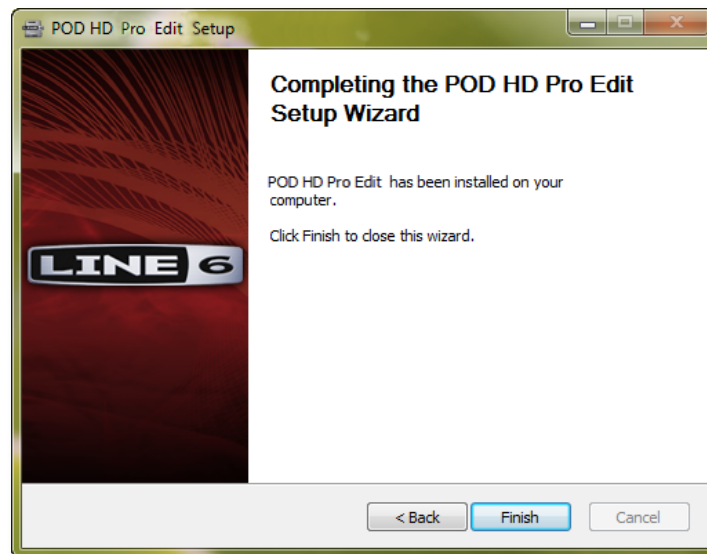 POD HD Pro Edit Setup
Completing the POD HD Pro Edit
Setup Wizard
POD HD Pro Edit has been installed on your
computer.
Click Finish to close this wizard.
LINE 6
< Back
Finish
Cancel